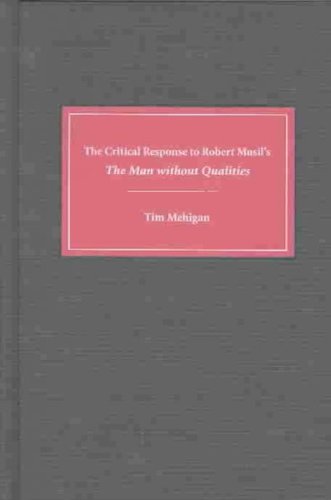 The Critical Response to Robert Musil's
The Man without Qualities
Tim Mehigan